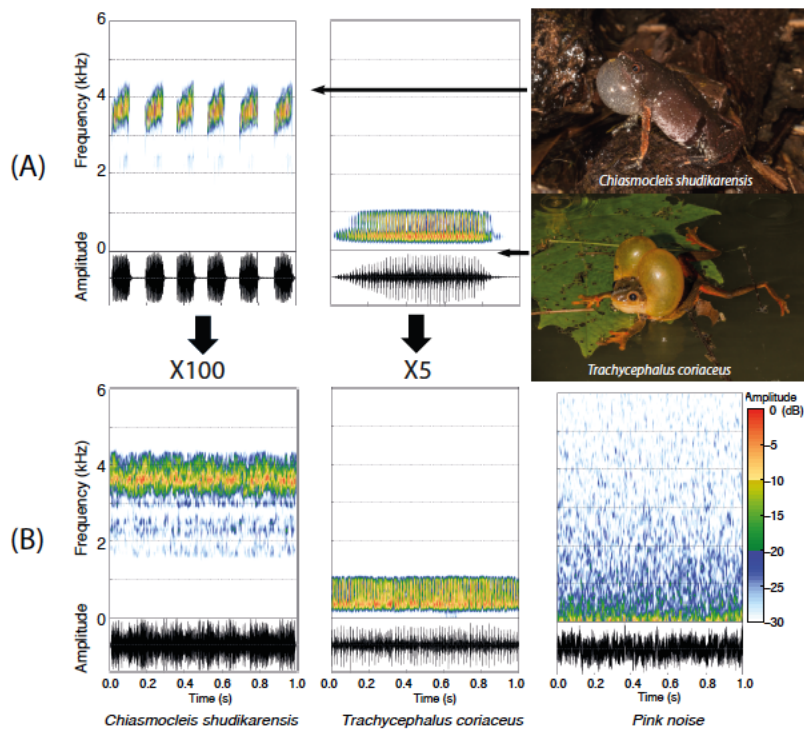 6
Frequency (kHz)
4
2
0
Amplitude
(A)
Chiasmocleis shudikarensis
Trachycephalus coriaceus
X100
X5
6
Frequency (kHz)
4
2
0
Amplitude
(B)
Amplitude
0 (dB)
-5
-10
-15
-20
-25
-30
0.0 0.2 0.4 0.6 0.8 1.0
Time (s)
Chiasmocleis shudikarensis
0.0 0.2 0.4 0.6 0.8 1.0
Time (s)
Trachycephalus coriaceus
0.0 0.2 0.4 0.6 0.8 1.0
Time (s)
Pink noise